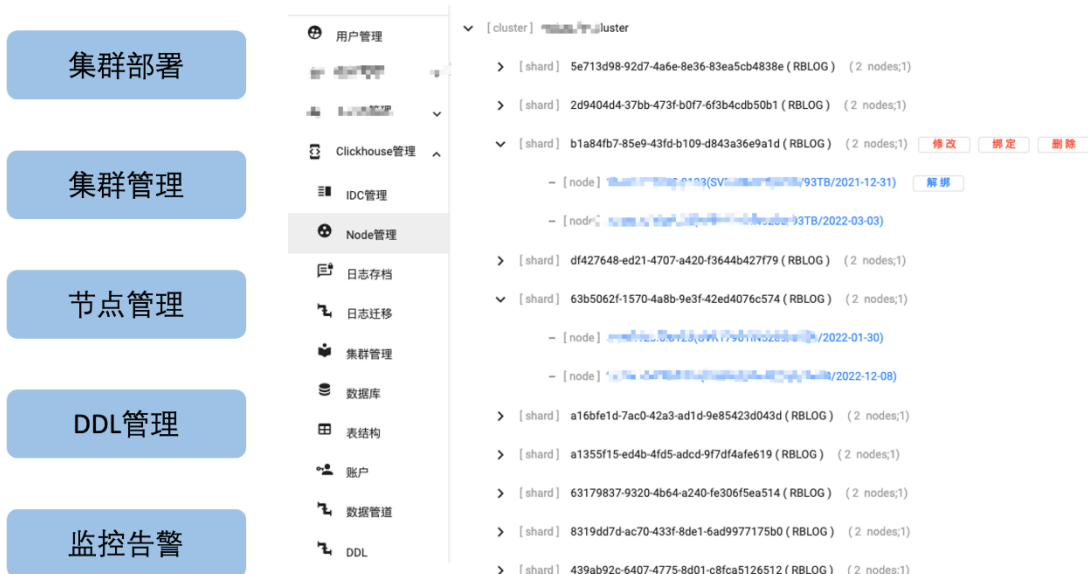 集群部署
集群管理
节点管理
DDL管理
监控告警
用户管理
Clickhouse管理
IDC管理
Node管理
日志存档
日志迁移
集群管理
数据库
表结构
账户
数据管道
DDL
[ cluster ] luster
[ shard ] 5e713d98-92d7-4a6e-8e36-83ea5cb4838e ( RBLOG ) ( 2 nodes;1)
[ shard ] 2d9404d4-37bb-473f-b0f7-6f3b4cdb50b1 ( RBLOG ) ( 2 nodes;1)
[ shard ] b1a84fb7-85e9-43fd-b109-d843a36e9a1d ( RBLOG ) ( 2 nodes;1) 修 改 绑 定 删 除
[ node ] /93TB/2021-12-31) 解 绑
[ node 93TB/2022-03-03)
[ shard ] df427648-ed21-4707-a420-f3644b427f79 ( RBLOG ) ( 2 nodes;1)
[ shard ] 63b5062f-1570-4a8b-9e3f-42ed4076c574 ( RBLOG ) ( 2 nodes;1)
[ node ] /2022-01-30)
[ node ] /2022-12-08)
[ shard ] a16bfe1d-7ac0-42a3-ad1d-9e85423d043d ( RBLOG ) ( 2 nodes;1)
[ shard ] a1355f15-ed4b-4fd5-adcd-9f7df4afe619 ( RBLOG ) ( 2 nodes;1)
[ shard ] 63179837-9320-4b64-a240-fe306f5ea514 ( RBLOG ) ( 2 nodes;1)
[ shard ] 8319dd7d-ac70-433f-8de1-6ad9977175b0 ( RBLOG ) ( 2 nodes;1)
[ shard ] 439ab92c-6407-4775-8d01-c8fca5126512 ( RBLOG ) ( 2 nodes;1)